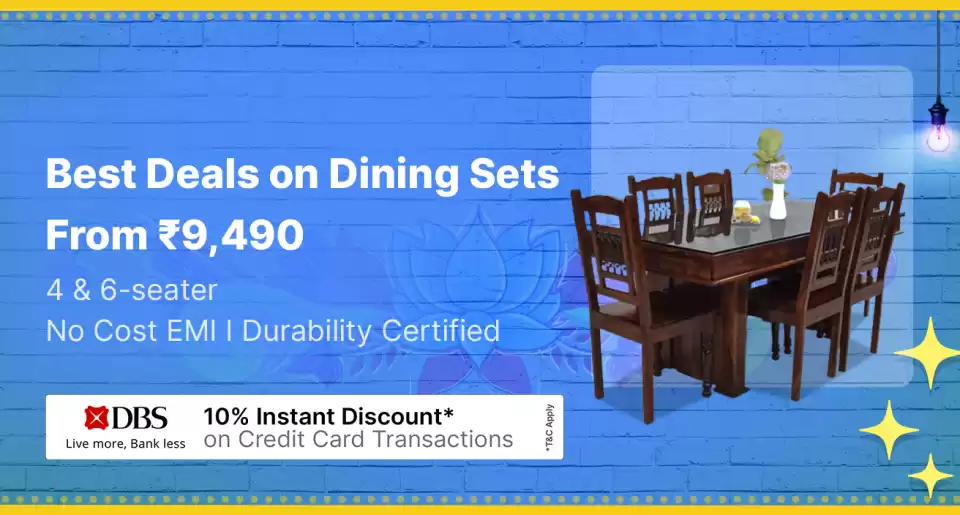 Best Deals on Dining Sets
From ₹9,490
4 & 6-seater
No Cost EMI | Durability Certified
DBS
Live more, Bank less
10% Instant Discount*
on Credit Card Transactions
*T&C Apply